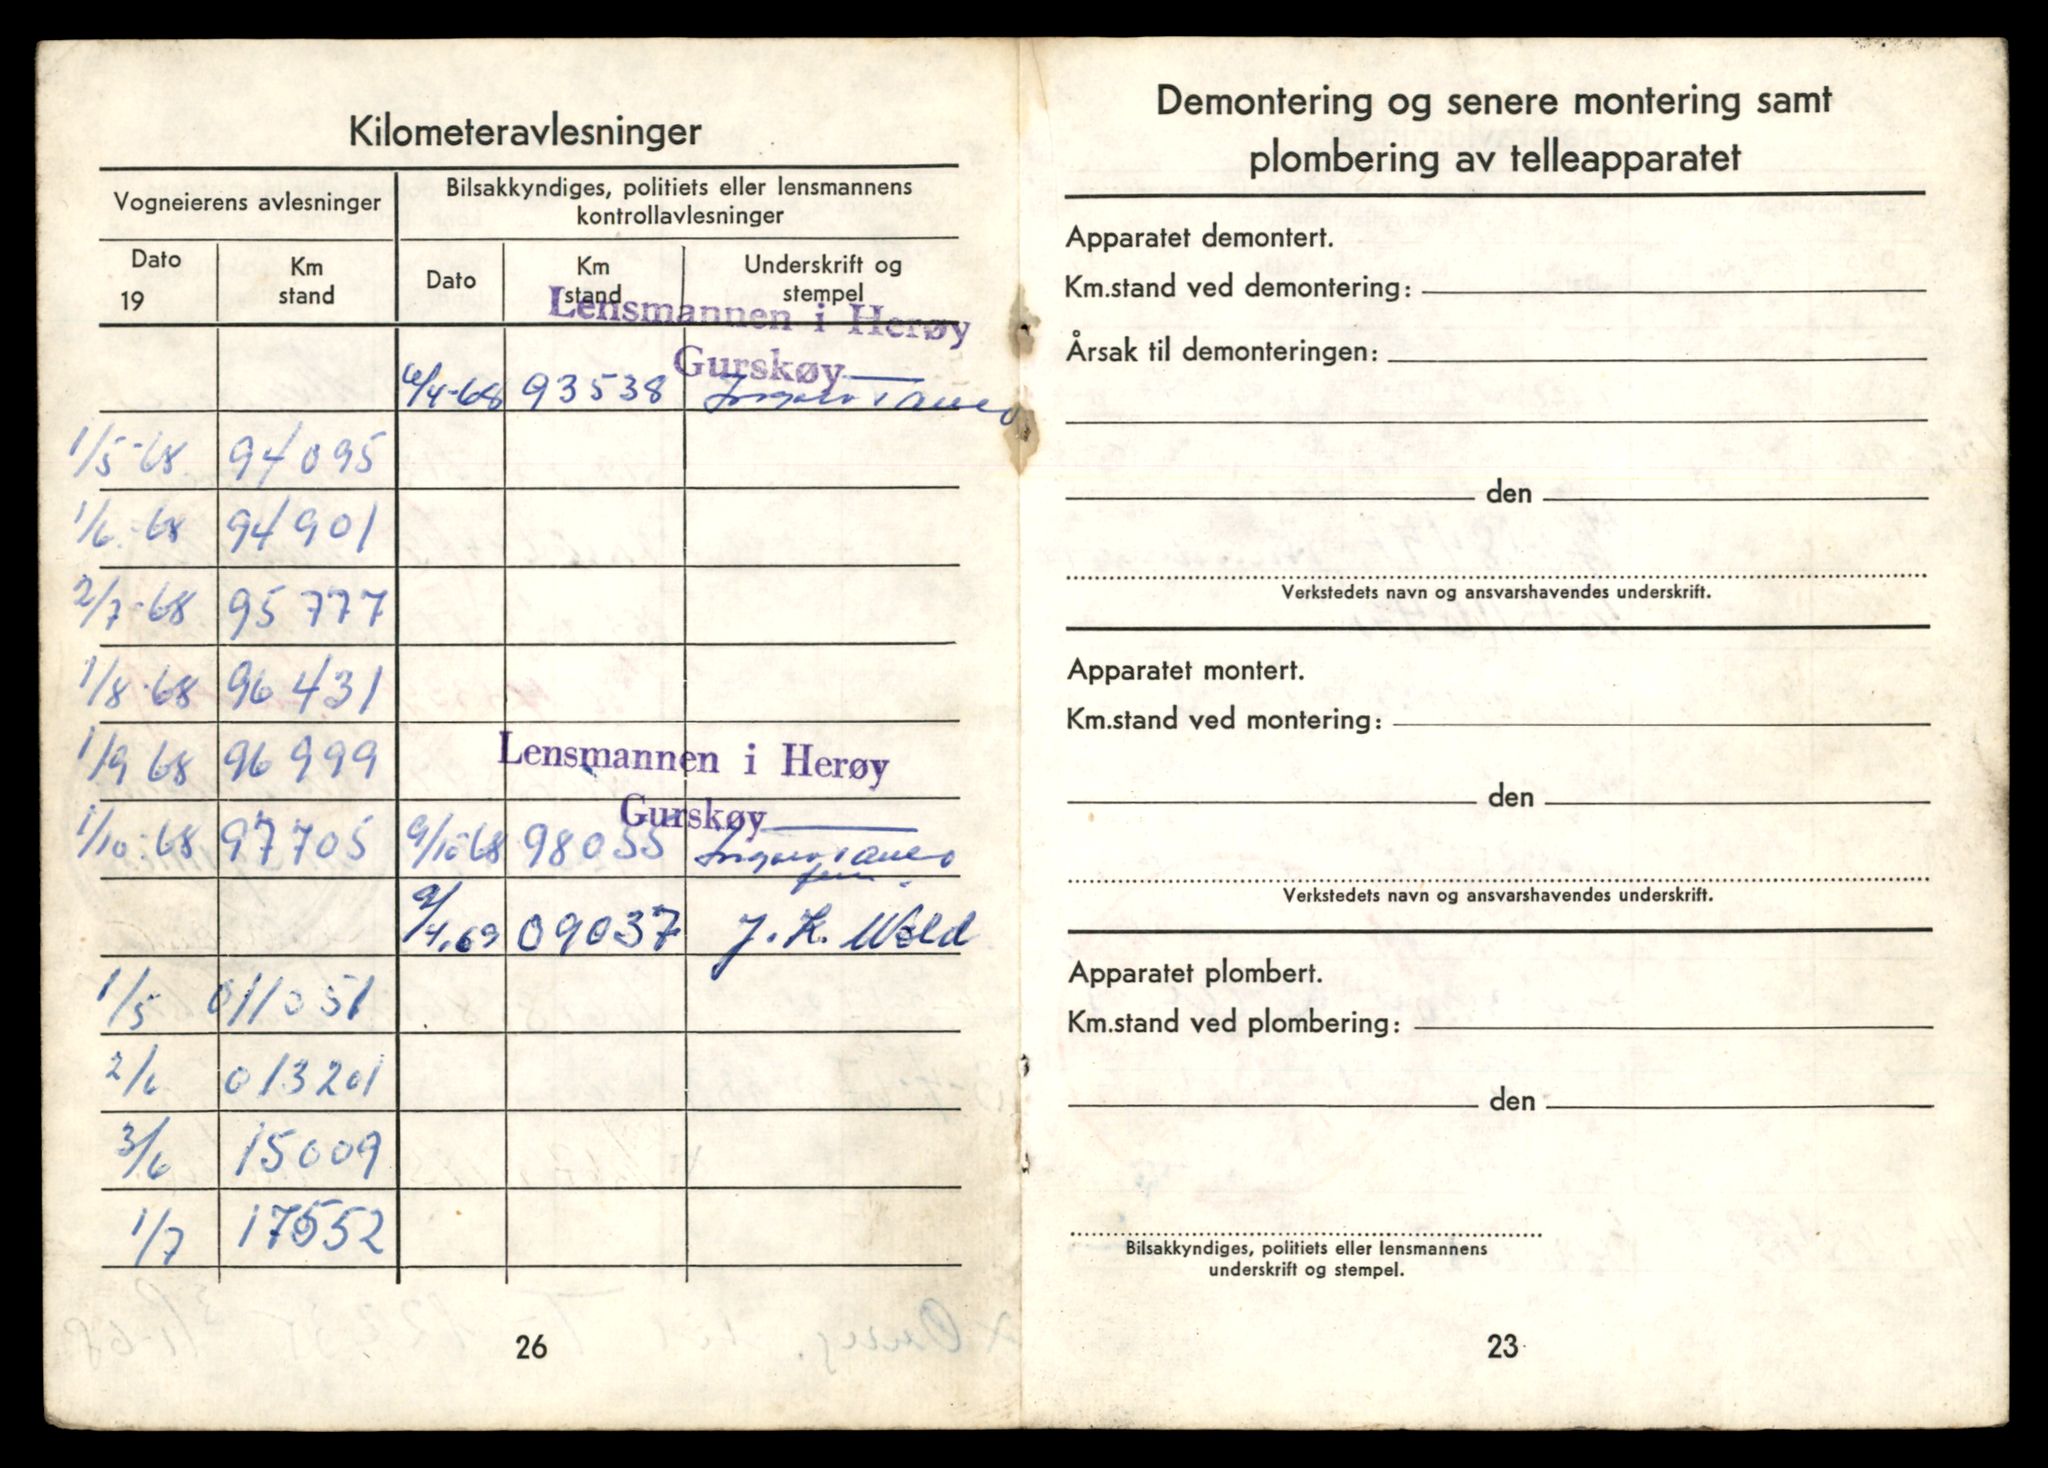 Kilometeravlesninger
Vogneierens avlesninger
Bilsakkyndiges, politiets eller lensmannens
kontrollavlesninger
Dato
19
Km
stand
Dato
Km
stand
Underskrift og
stempel
Lensmannen i Herøy
Gurskøy
6/4-68 93538
1/5-68 94095
1/6-68 94901
2/7-68 95777
1/8-68 96431
1/9 68 96999
Lensmannen i Herøy
Gurskøy
1/10-68 97705 9/10-68 98055
9/4.69 09037 J. K. Wold
1/5 011051
2/6 013201
3/6 15009
1/7 17552
26
Demontering og senere montering samt
plombering av telleapparatet
Apparatet demontert.
Km.stand ved demontering:
Årsak til demonteringen:
den
Verkstedets navn og ansvarshavendes underskrift.
Apparatet montert.
Km.stand ved montering:
den
Verkstedets navn og ansvarshavendes underskrift.
Apparatet plombert.
Km.stand ved plombering:
den
Bilsakkyndiges, politiets eller lensmannens
underskrift og stempel.
23